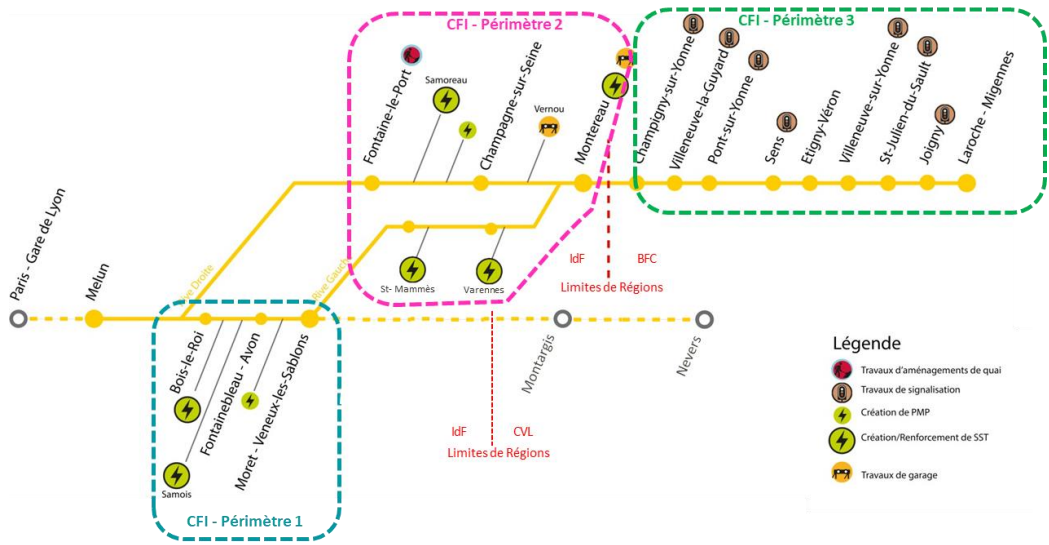 CFI - Périmètre 2
CFI - Périmètre 3
Fontaine-le-Port
Samoreau
Champagne-sur-Seine
Vernou
Montereau
Champigny-sur-Yonne
Villeneuve-la-Guyard
Pont-sur-Yonne
Sens
Etigny-Véron
Villeneuve-sur-Yonne
St-Julien-du-Sault
Joigny
Laroche - Migennes
Paris - Gare de Lyon
Melun
Droite
Rive Gauch
St- Mammès
Varennes
IdF
BFC
Limites de Régions
Bois-le-Roi
Fontainebleau - Avon
Moret - Veneux-les-Sablons
Samois
CFI - Périmètre 1
Montargis
Nevers
IdF
CVL
Limites de Régions
Légende
Travaux d'aménagements de quai
Travaux de signalisation
Création de PMP
Création/Renforcement de SST
Travaux de garage